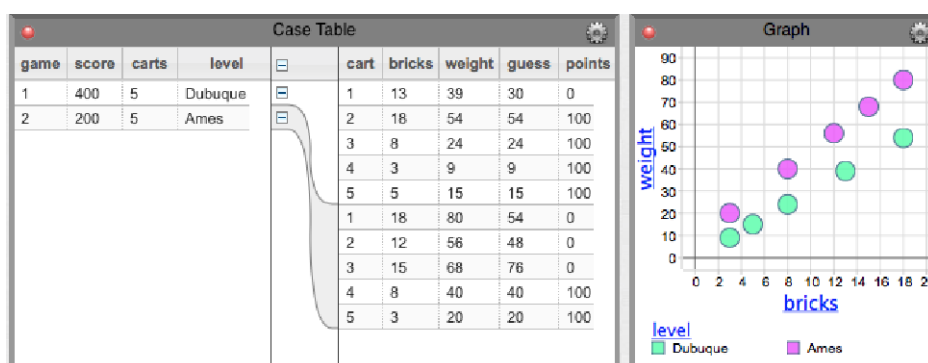 Case Table
game score carts level
1 400 5 Dubuque
2 200 5 Ames
cart bricks weight guess points
1 13 39 30 0
2 18 54 54 100
3 8 24 24 100
4 3 9 9 100
5 5 15 15 100
1 18 80 54 0
2 12 56 48 0
3 15 68 76 0
4 8 40 40 100
5 3 20 20 100
Graph
weight
90
80
70
60
50
40
30
20
10
0
0 2 4 6 8 10 12 14 16 18
bricks
level
Dubuque Ames